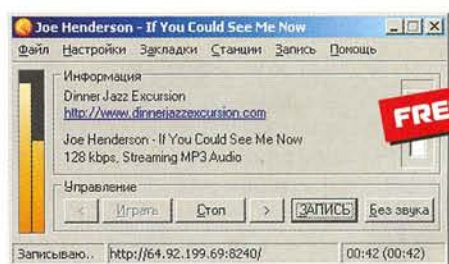 Joe Henderson - If You Could See Me Now
Файл Настройки Закладки Станции Запись Помощь
Информация
Dinner Jazz Excursion
http://www.dinnerjazzexcursion.com
FREE
Joe Henderson - If You Could See Me Now
128 kbps, Streaming MP3 Audio
Управление
< Играть Стоп > ЗАПИСЬ Без звука
Записываю.. http://64.92.199.69:8240/ 00:42 (00:42)